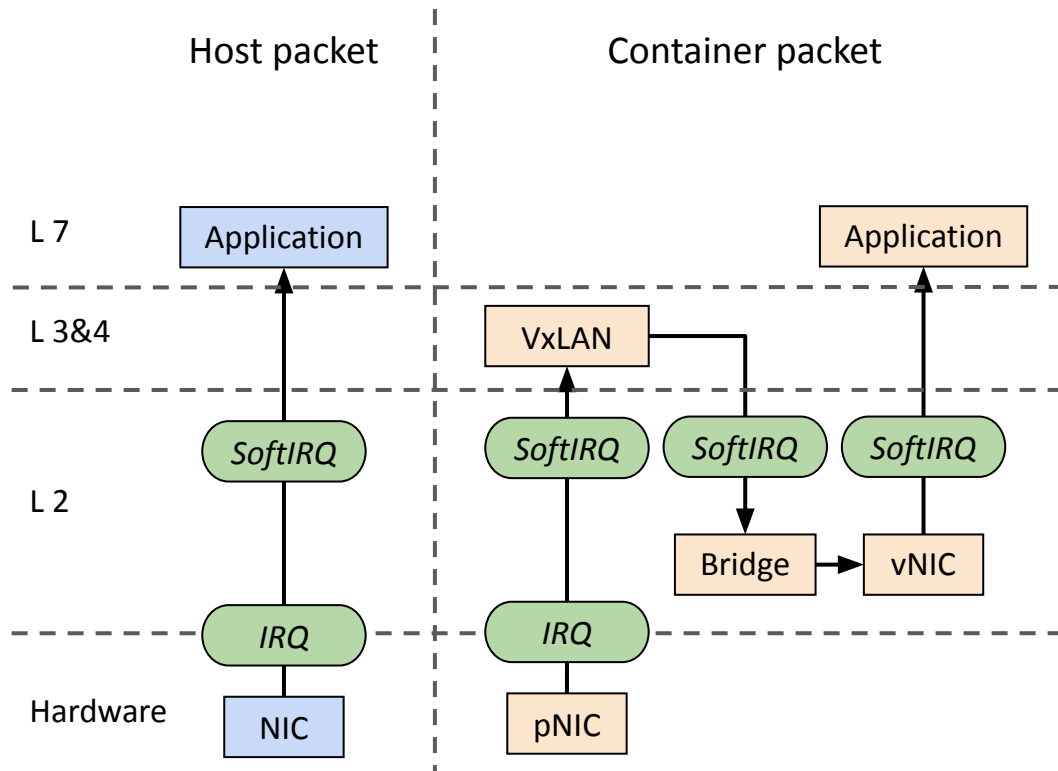 Host packet
Container packet
L 7
Application
Application
L 3&4
VxLAN
SoftIRQ
SoftIRQ
SoftIRQ
SoftIRQ
L 2
Bridge
vNIC
IRQ
IRQ
Hardware
NIC
pNIC